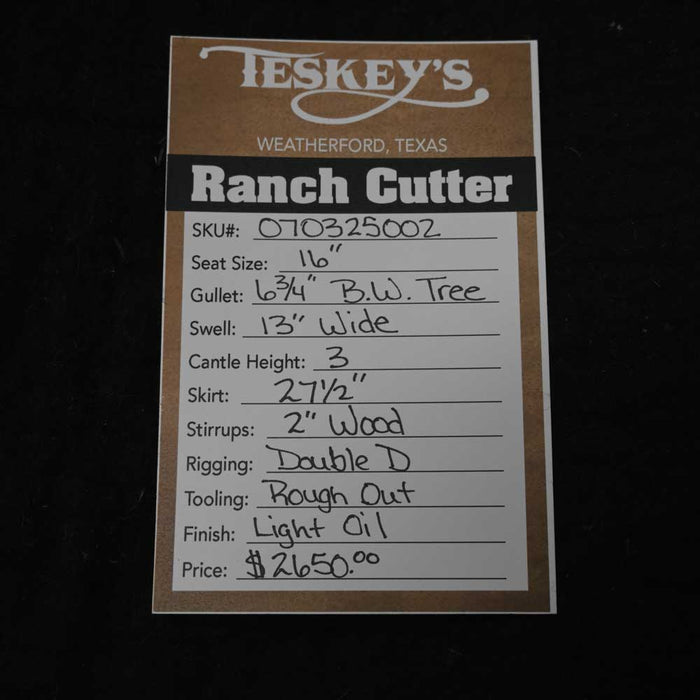 TESKEY'S
WEATHERFORD, TEXAS
Ranch Cutter
SKU#: 070325002
Seat Size: 16"
Gullet: 6 3/4" B.W. Tree
Swell: 13" Wide
Cantle Height: 3
Skirt: 27 1/2"
Stirrups: 2" Wood
Rigging: Double D
Tooling: Rough Out
Finish: Light Oil
Price: $2650.00